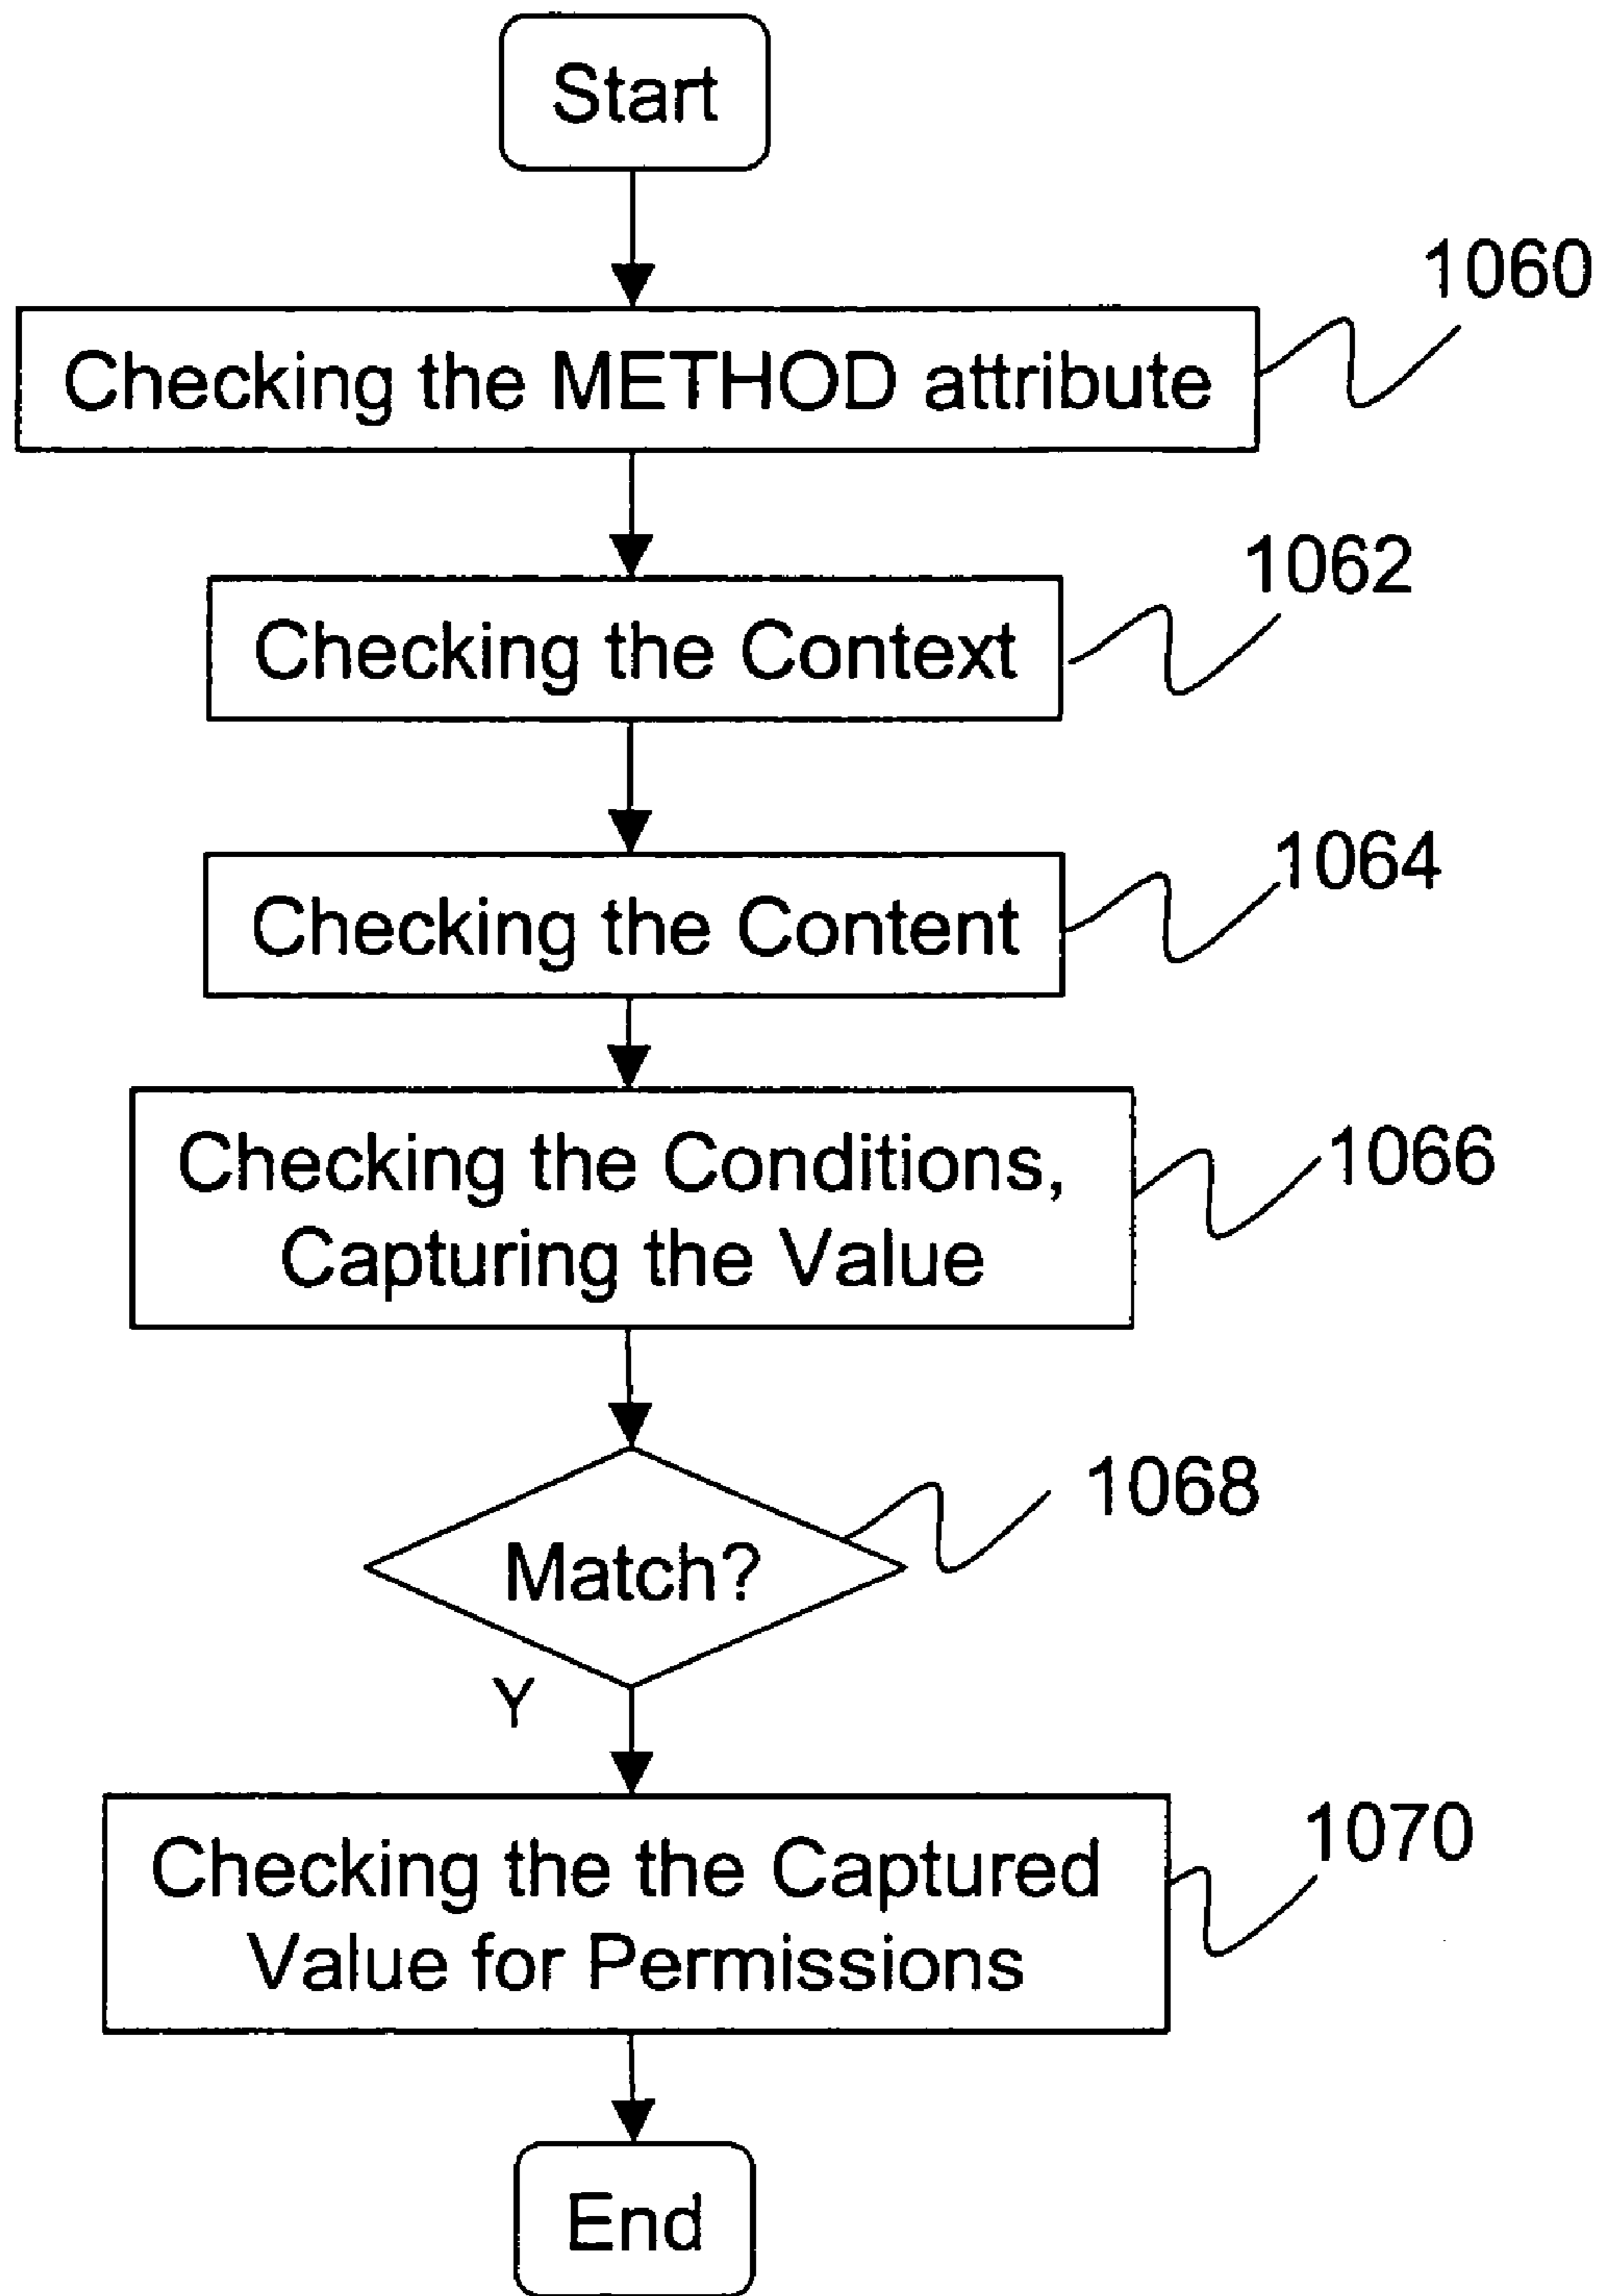 Start
1060
Checking the METHOD attribute
1062
Checking the Context
1064
Checking the Content
1066
Checking the Conditions,
Capturing the Value
1068
Match?
Y
1070
Checking the the Captured
Value for Permissions
End